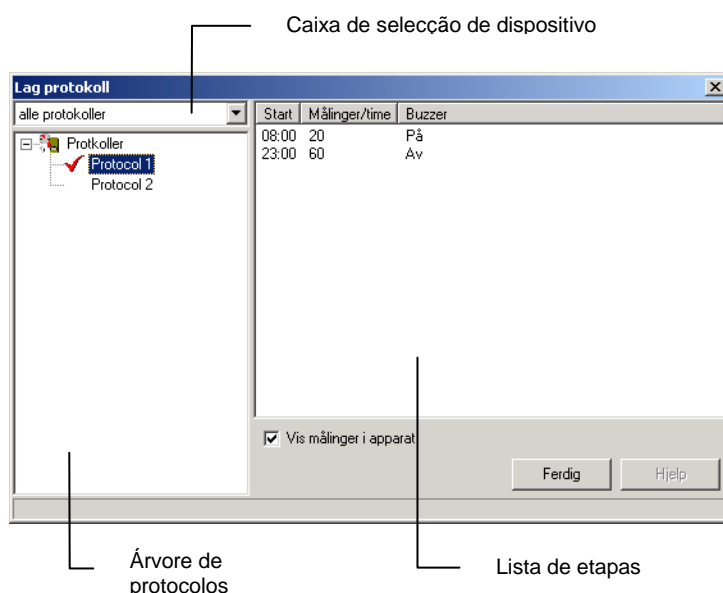 Caixa de selecção de dispositivo
Lag protokoll
alle protokoller
Start Målinger/time Buzzer
08:00 20 På
23:00 60 Av
Protkoller
Protocol 1
Protocol 2
Vis målinger i apparat
Ferdig Hjelp
Árvore de
protocolos
Lista de etapas